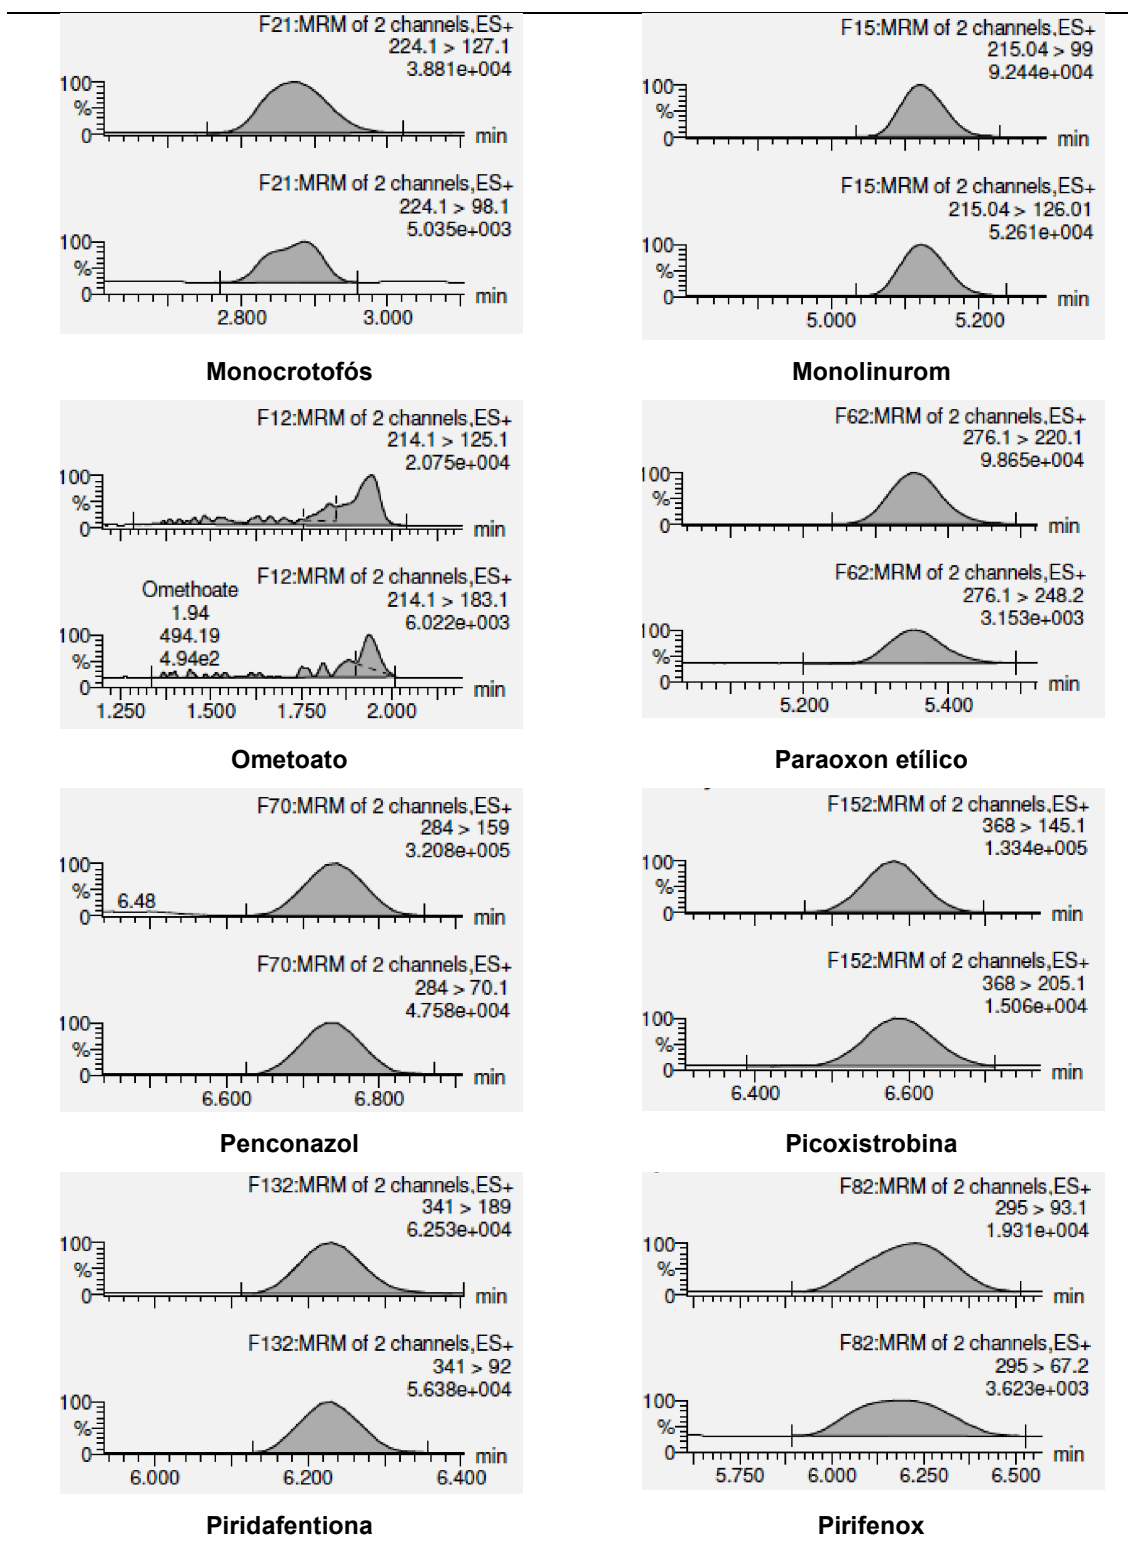 F21:MRM of 2 channels,ES+
224.1 > 127.1
3.881e+004
100
%
0
min
F21:MRM of 2 channels,ES+
224.1 > 98.1
5.035e+003
100
%
0
min
2.800 3.000
Monocrotofós
F15:MRM of 2 channels,ES+
215.04 > 99
9.244e+004
100
%
0
min
F15:MRM of 2 channels,ES+
215.04 > 126.01
5.261e+004
100
%
0
min
5.000 5.200
Monolinurom
F12:MRM of 2 channels,ES+
214.1 > 125.1
2.075e+004
100
%
0
min
F12:MRM of 2 channels,ES+
214.1 > 183.1
6.022e+003
Omethoate
1.94
494.19
4.94e2
100
%
0
min
1.250 1.500 1.750 2.000
Ometoato
F62:MRM of 2 channels,ES+
276.1 > 220.1
9.865e+004
100
%
0
min
F62:MRM of 2 channels,ES+
276.1 > 248.2
3.153e+003
100
%
0
min
5.200 5.400
Paraoxon etílico
F70:MRM of 2 channels,ES+
284 > 159
3.208e+005
100
%
6.48
0
min
F70:MRM of 2 channels,ES+
284 > 70.1
4.758e+004
100
%
0
min
6.600 6.800
Penconazol
F152:MRM of 2 channels,ES+
368 > 145.1
1.334e+005
100
%
0
min
F152:MRM of 2 channels,ES+
368 > 205.1
1.506e+004
100
%
0
min
6.400 6.600
Picoxistrobina
F132:MRM of 2 channels,ES+
341 > 189
6.253e+004
100
%
0
min
F132:MRM of 2 channels,ES+
341 > 92
5.638e+004
100
%
0
min
6.000 6.200 6.400
Piridafentiona
F82:MRM of 2 channels,ES+
295 > 93.1
1.931e+004
100
%
0
min
F82:MRM of 2 channels,ES+
295 > 67.2
3.623e+003
100
%
0
min
5.750 6.000 6.250 6.500
Pirifenox